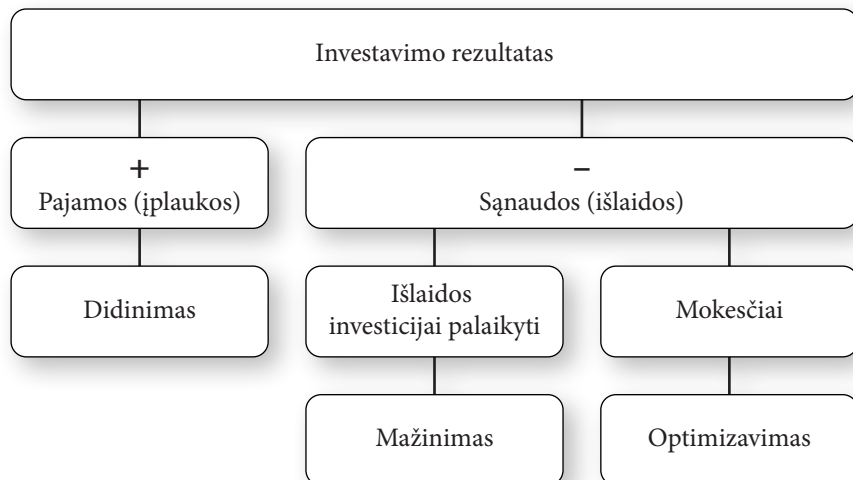 Investavimo rezultatas
+
Pajamos (įplaukos)
–
Sąnaudos (išlaidos)
Didinimas
Išlaidos
investicijai palaikyti
Mokesčiai
Mažinimas
Optimizavimas